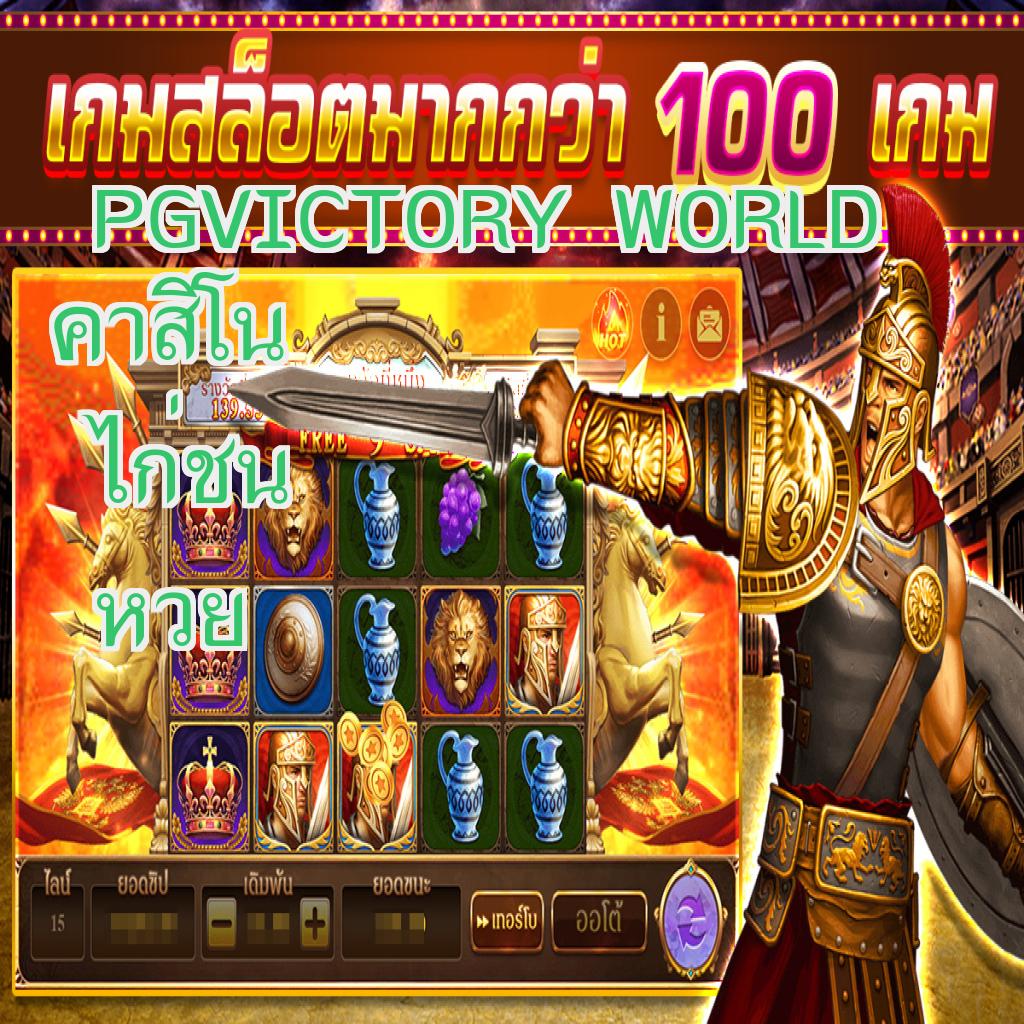 เกมสล็อตมากกว่า 100 เกม
PGVICTORY WORLD
คาสิโน
HOT
i
139.
FREE
ไก่ชน
หวย
ไลน์ ยอดชิป เดิมพัน ยอดชนะ
15 - + เทอร์โบ ออโต้